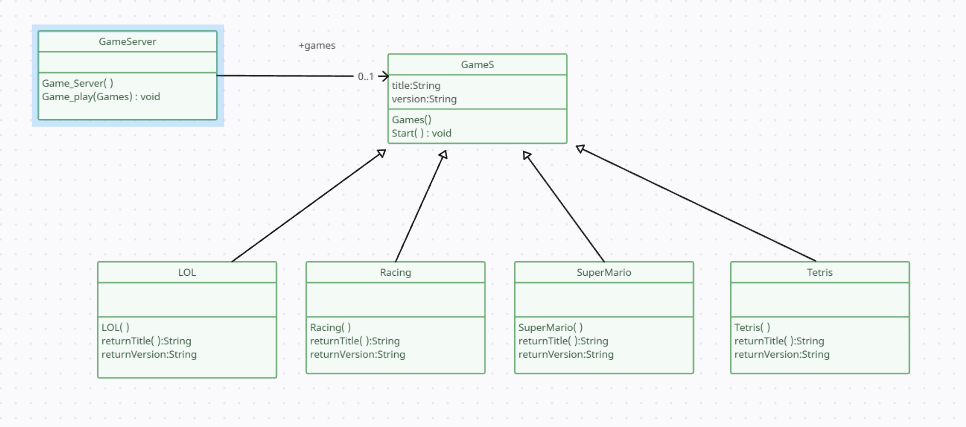 GameServer
Game_Server( )
Game_play(Games) : void
+games
0..1
GameS
title:String
version:String
Games()
Start( ) : void
LOL
LOL( )
returnTitle( ):String
returnVersion:String
Racing
Racing( )
returnTitle( ):String
returnVersion:String
SuperMario
SuperMario( )
returnTitle( ):String
returnVersion:String
Tetris
Tetris( )
returnTitle( ):String
returnVersion:String